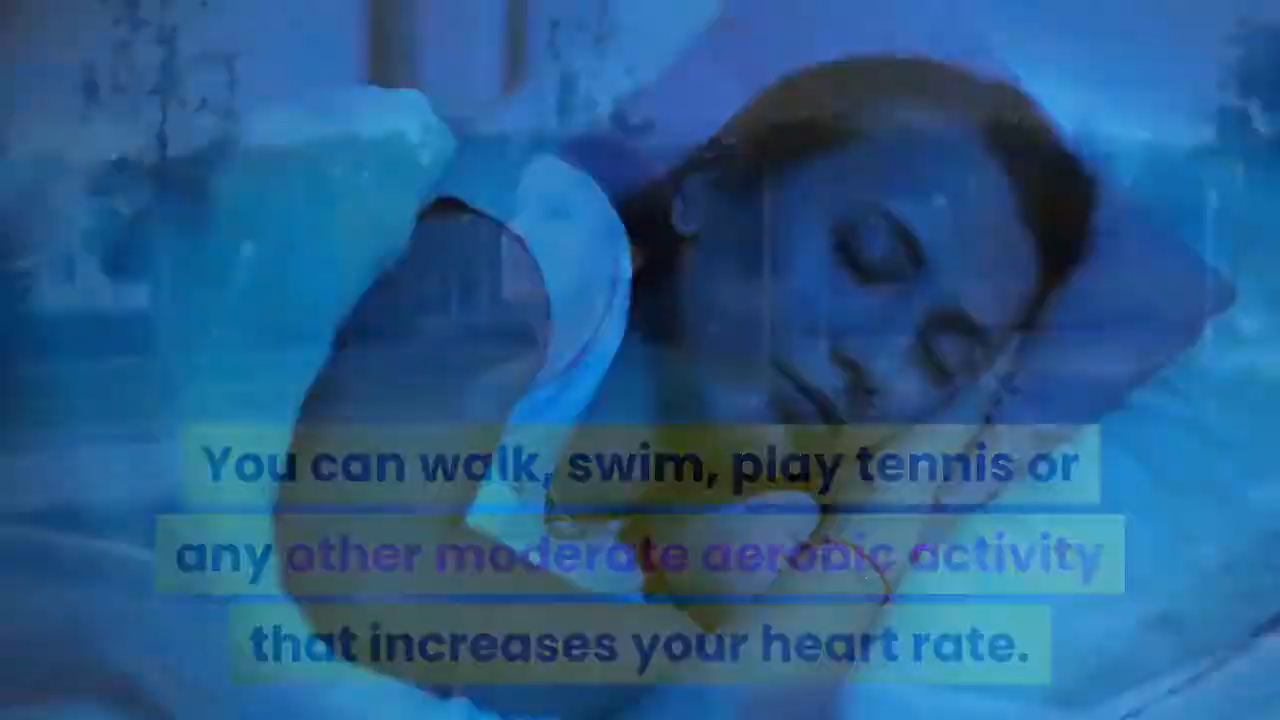 You can walk, swim, play tennis or
any other moderate aerobic activity
that increases your heart rate.